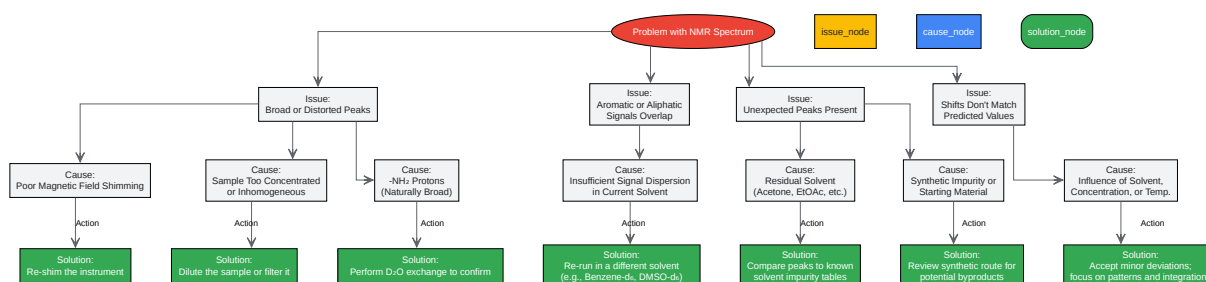 Problem with NMR Spectrum
issue_node
cause_node
solution_node
Issue:
Broad or Distorted Peaks
Issue:
Aromatic or Aliphatic
Signals Overlap
Issue:
Unexpected Peaks Present
Issue:
Shifts Don't Match
Predicted Values
Cause:
Poor Magnetic Field Shimming
Cause:
Sample Too Concentrated
or Inhomogeneous
Cause:
-NH₂ Protons
(Naturally Broad)
Cause:
Insufficient Signal Dispersion
in Current Solvent
Cause:
Residual Solvent
(Acetone, EtOAc, etc.)
Cause:
Synthetic Impurity or
Starting Material
Cause:
Influence of Solvent,
Concentration, or Temp.
Action
Action
Action
Action
Action
Action
Action
Solution:
Re-shim the instrument
Solution:
Dilute the sample or filter it
Solution:
Perform D₂O exchange to confirm
Solution:
Re-run in a different solvent
(e.g., Benzene-d₆, DMSO-d₆)
Solution:
Compare peaks to known
solvent impurity tables
Solution:
Review synthetic route for
potential byproducts
Solution:
Accept minor deviations;
focus on patterns and integration